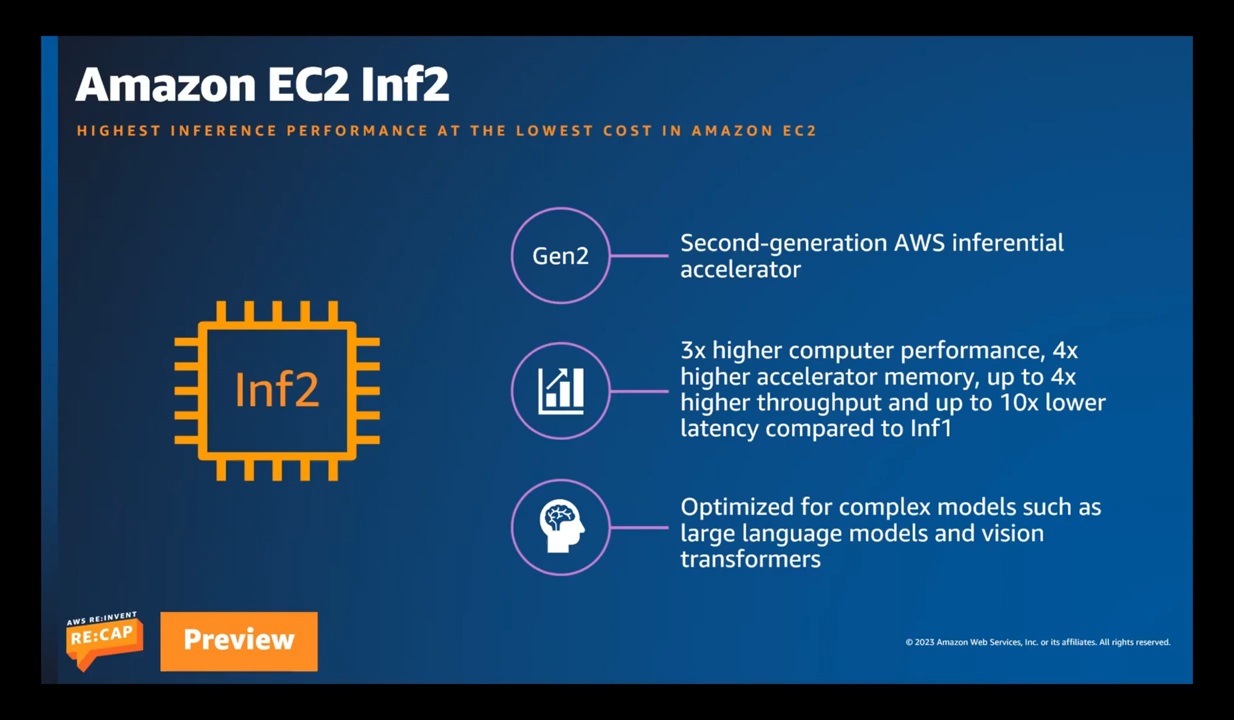 Amazon EC2 Inf2
HIGHEST INFERENCE PERFORMANCE AT THE LOWEST COST IN AMAZON EC2
Gen2
Second-generation AWS inferential
accelerator
Inf2
3x higher computer performance, 4x
higher accelerator memory, up to 4x
higher throughput and up to 10x lower
latency compared to Inf1
Optimized for complex models such as
large language models and vision
transformers
AWS RE:INVENT
RE:CAP
Preview
© 2023 Amazon Web Services, Inc. or its affiliates. All rights reserved.